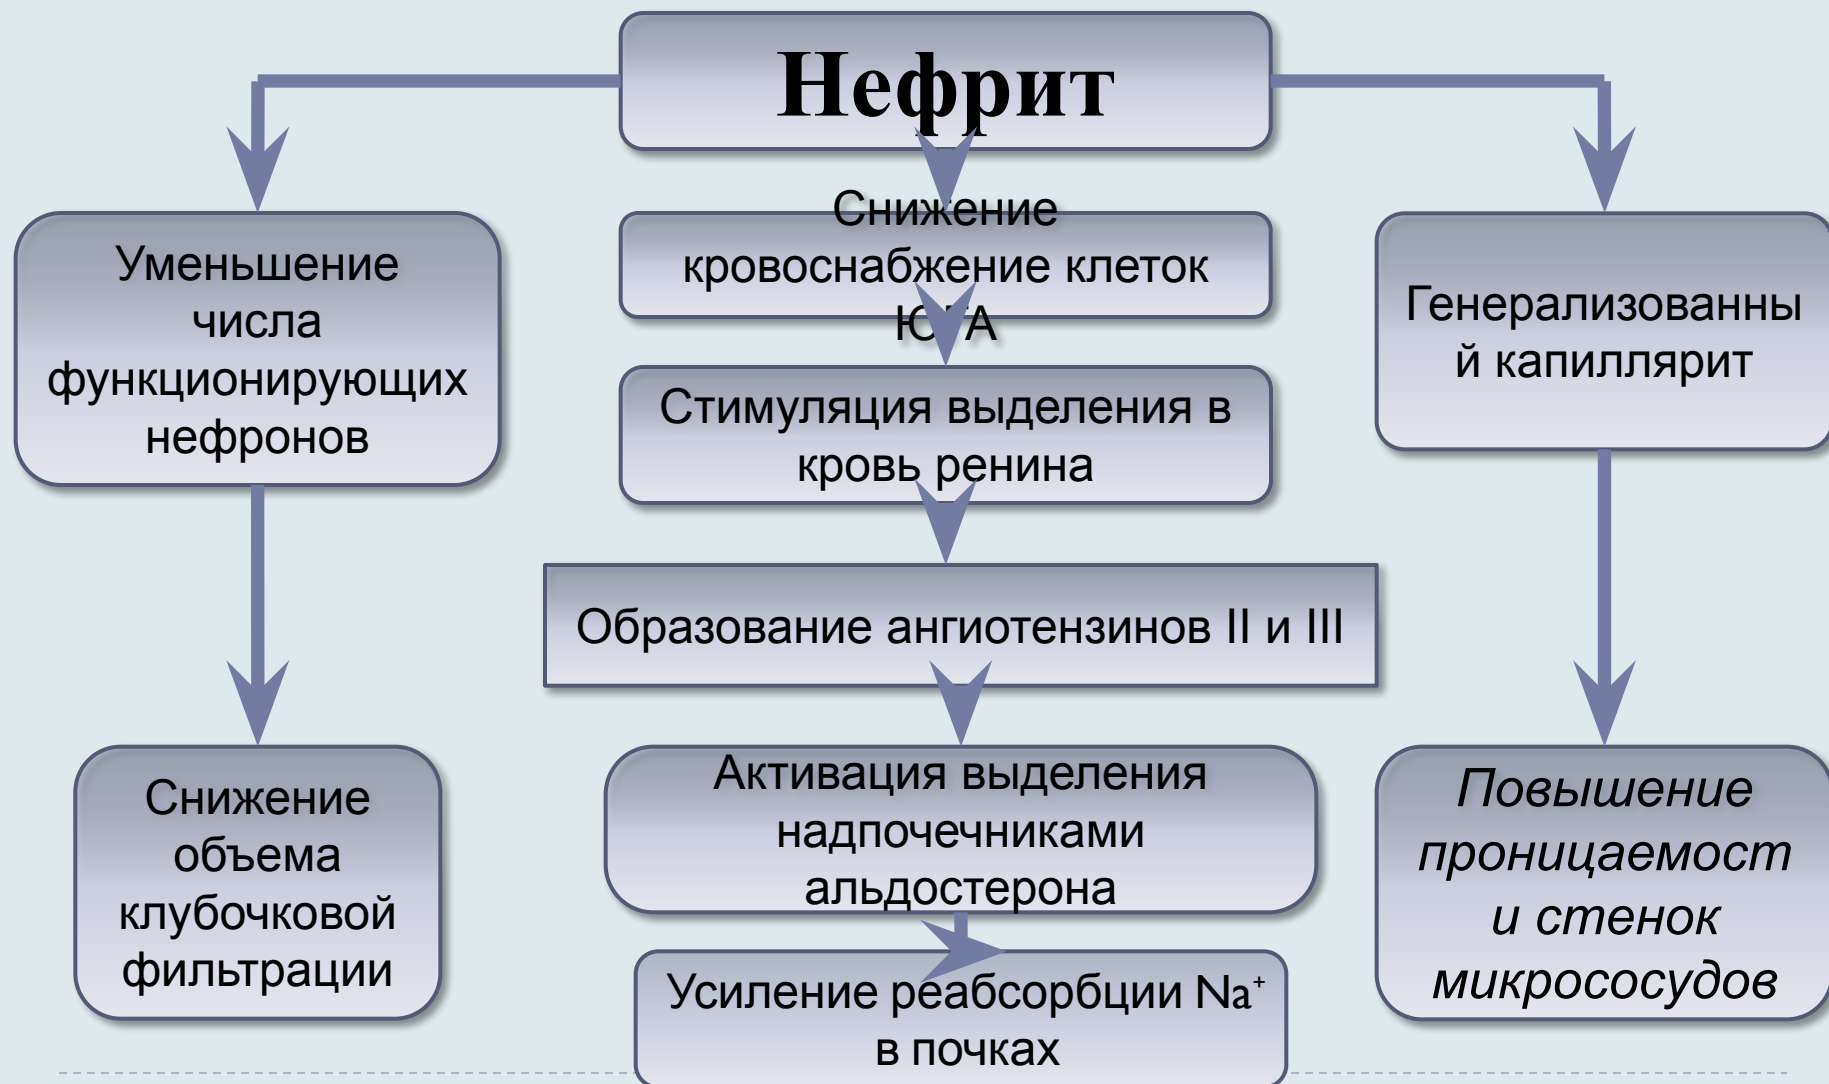 Нефрит
Уменьшение
числа
функционирующих
нефронов
Снижение
объема
клубочковой
фильтрации
Снижение
кровоснабжение клеток
ЮГА
Стимуляция выделения в
кровь ренина
Образование ангиотензинов II и III
Активация выделения
надпочечниками
альдостерона
Усиление реабсорбции Na⁺
в почках
Генерализованны
й капиллярит
Повышение
проницаемост
и стенок
микрососудов